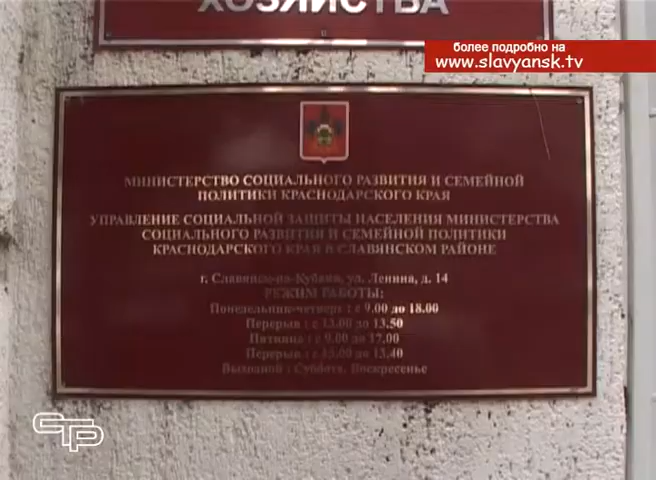 ХОЗЯЙСТВА
более подробно на
www.slavyansk.tv
МИНИСТЕРСТВО СОЦИАЛЬНОГО РАЗВИТИЯ И СЕМЕЙНОЙ
ПОЛИТИКИ КРАСНОДАРСКОГО КРАЯ
УПРАВЛЕНИЕ СОЦИАЛЬНОЙ ЗАЩИТЫ НАСЕЛЕНИЯ МИНИСТЕРСТВА
СОЦИАЛЬНОГО РАЗВИТИЯ И СЕМЕЙНОЙ ПОЛИТИКИ
КРАСНОДАРСКОГО КРАЯ В СЛАВЯНСКОМ РАЙОНЕ
г. Славянск-на-Кубани, ул. Ленина, д. 14
РЕЖИМ РАБОТЫ:
Понедельник-четверг : с 9.00 до 18.00
Перерыв : с 13.00 до 13.50
Пятница : с 9.00 до 17.00
Перерыв : с 13.00 до 13.40
Выходной : Суббота, Воскресенье
СТР